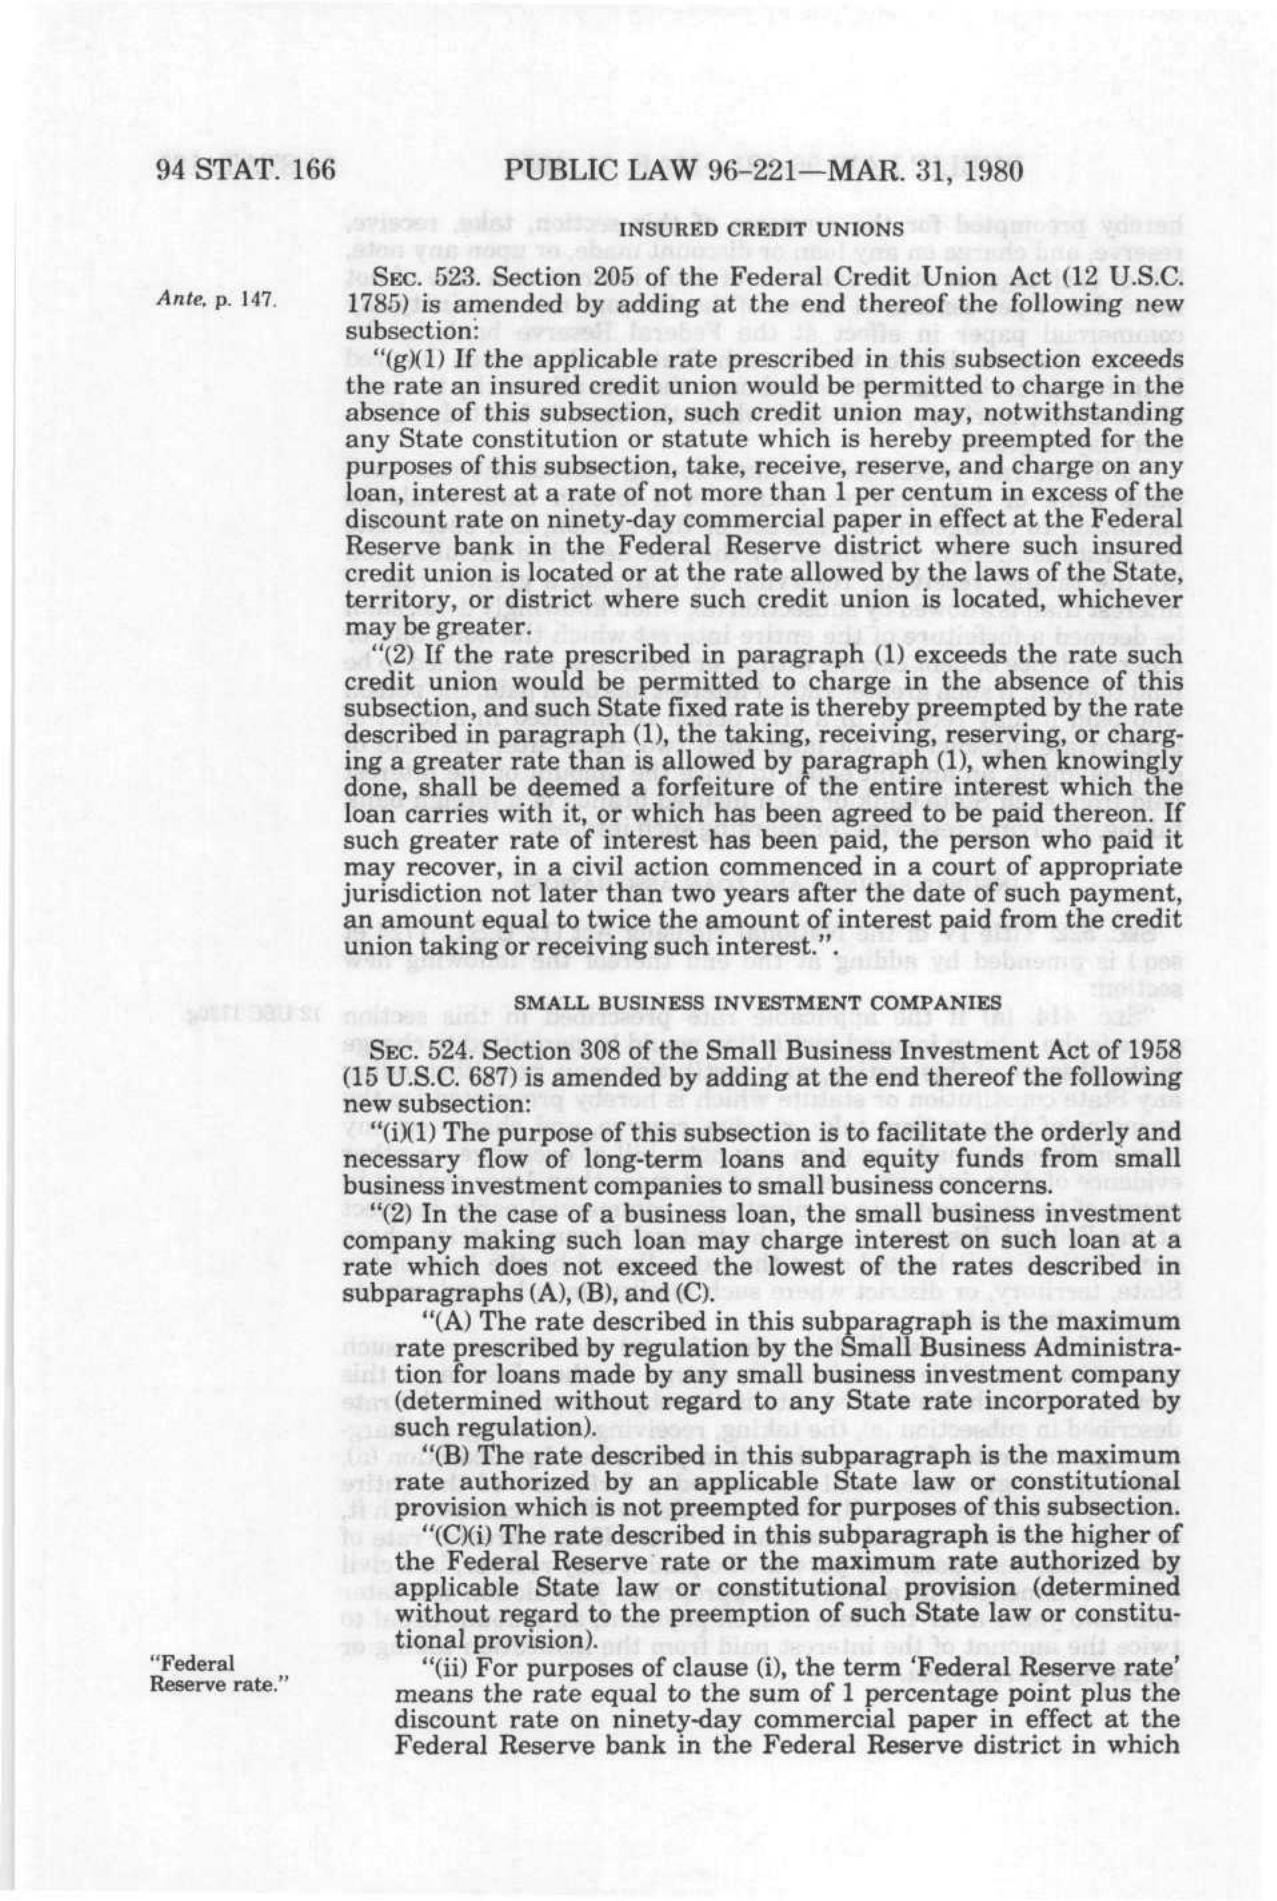 94 STAT. 166 PUBLIC LAW 96–221—MAR. 31, 1980
INSURED CREDIT UNIONS
Ante, p. 147.
SEC. 523. Section 205 of the Federal Credit Union Act (12 U.S.C.
1785) is amended by adding at the end thereof the following new
subsection:
"(g)(1) If the applicable rate prescribed in this subsection exceeds
the rate an insured credit union would be permitted to charge in the
absence of this subsection, such credit union may, notwithstanding
any State constitution or statute which is hereby preempted for the
purposes of this subsection, take, receive, reserve, and charge on any
loan, interest at a rate of not more than 1 per centum in excess of the
discount rate on ninety-day commercial paper in effect at the Federal
Reserve bank in the Federal Reserve district where such insured
credit union is located or at the rate allowed by the laws of the State,
territory, or district where such credit union is located, whichever
may be greater.
"(2) If the rate prescribed in paragraph (1) exceeds the rate such
credit union would be permitted to charge in the absence of this
subsection, and such State fixed rate is thereby preempted by the rate
described in paragraph (1), the taking, receiving, reserving, or charg-
ing a greater rate than is allowed by paragraph (1), when knowingly
done, shall be deemed a forfeiture of the entire interest which the
loan carries with it, or which has been agreed to be paid thereon. If
such greater rate of interest has been paid, the person who paid it
may recover, in a civil action commenced in a court of appropriate
jurisdiction not later than two years after the date of such payment,
an amount equal to twice the amount of interest paid from the credit
union taking or receiving such interest.".
SMALL BUSINESS INVESTMENT COMPANIES
SEC. 524. Section 308 of the Small Business Investment Act of 1958
(15 U.S.C. 687) is amended by adding at the end thereof the following
new subsection:
"(i)(1) The purpose of this subsection is to facilitate the orderly and
necessary flow of long-term loans and equity funds from small
business investment companies to small business concerns.
"(2) In the case of a business loan, the small business investment
company making such loan may charge interest on such loan at a
rate which does not exceed the lowest of the rates described in
subparagraphs (A), (B), and (C).
"(A) The rate described in this subparagraph is the maximum
rate prescribed by regulation by the Small Business Administra-
tion for loans made by any small business investment company
(determined without regard to any State rate incorporated by
such regulation).
"(B) The rate described in this subparagraph is the maximum
rate authorized by an applicable State law or constitutional
provision which is not preempted for purposes of this subsection.
"(C)(i) The rate described in this subparagraph is the higher of
the Federal Reserve rate or the maximum rate authorized by
applicable State law or constitutional provision (determined
without regard to the preemption of such State law or constitu-
tional provision).
"Federal
Reserve rate."
"(ii) For purposes of clause (i), the term 'Federal Reserve rate'
means the rate equal to the sum of 1 percentage point plus the
discount rate on ninety-day commercial paper in effect at the
Federal Reserve bank in the Federal Reserve district in which